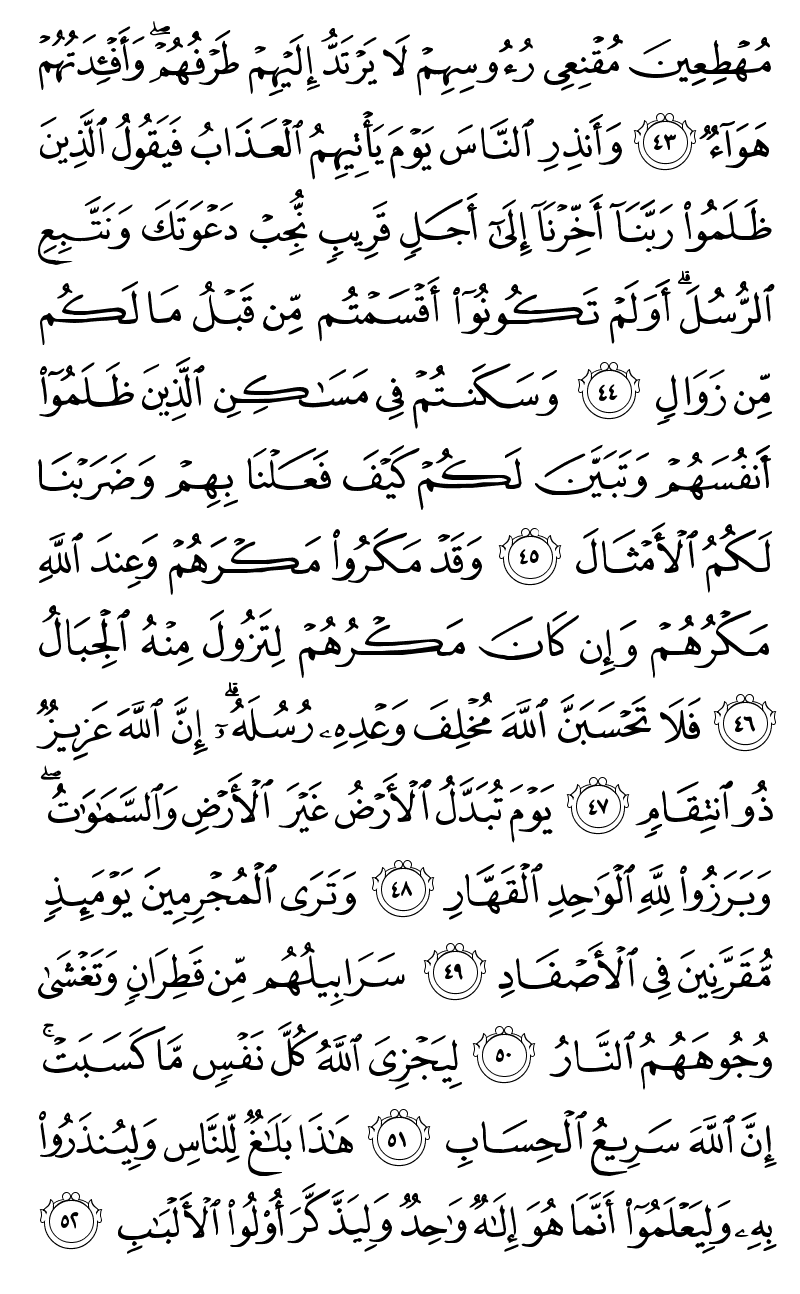 مُهۡطِعِينَ مُقۡنِعِي رُءُوسِهِمۡ لَا يَرۡتَدُّ إِلَيۡهِمۡ طَرۡفُهُمۡۖ وَأَفۡـِٔدَتُهُمۡ
هَوَآءٞ ٤٣ وَأَنذِرِ ٱلنَّاسَ يَوۡمَ يَأۡتِيهِمُ ٱلۡعَذَابُ فَيَقُولُ ٱلَّذِينَ
ظَلَمُواْ رَبَّنَآ أَخِّرۡنَآ إِلَىٰٓ أَجَلٖ قَرِيبٖ نُّجِبۡ دَعۡوَتَكَ وَنَتَّبِعِ
ٱلرُّسُلَۗ أَوَلَمۡ تَكُونُوٓاْ أَقۡسَمۡتُم مِّن قَبۡلُ مَا لَكُم
مِّن زَوَالٖ ٤٤ وَسَكَنتُمۡ فِي مَسَٰكِنِ ٱلَّذِينَ ظَلَمُوٓاْ
أَنفُسَهُمۡ وَتَبَيَّنَ لَكُمۡ كَيۡفَ فَعَلۡنَا بِهِمۡ وَضَرَبۡنَا
لَكُمُ ٱلۡأَمۡثَالَ ٤٥ وَقَدۡ مَكَرُواْ مَكۡرَهُمۡ وَعِندَ ٱللَّهِ
مَكۡرُهُمۡ وَإِن كَانَ مَكۡرُهُمۡ لِتَزُولَ مِنۡهُ ٱلۡجِبَالُ
٤٦ فَلَا تَحۡسَبَنَّ ٱللَّهَ مُخۡلِفَ وَعۡدِهِۦ رُسُلَهُۥٓۗ إِنَّ ٱللَّهَ عَزِيزٞ
ذُو ٱنتِقَامٖ ٤٧ يَوۡمَ تُبَدَّلُ ٱلۡأَرۡضُ غَيۡرَ ٱلۡأَرۡضِ وَٱلسَّمَٰوَٰتُۖ
وَبَرَزُواْ لِلَّهِ ٱلۡوَٰحِدِ ٱلۡقَهَّارِ ٤٨ وَتَرَى ٱلۡمُجۡرِمِينَ يَوۡمَئِذٖ
مُّقَرَّنِينَ فِي ٱلۡأَصۡفَادِ ٤٩ سَرَابِيلُهُم مِّن قَطِرَانٖ وَتَغۡشَىٰ
وُجُوهَهُمُ ٱلنَّارُ ٥٠ لِيَجۡزِيَ ٱللَّهُ كُلَّ نَفۡسٖ مَّا كَسَبَتۡۚ
إِنَّ ٱللَّهَ سَرِيعُ ٱلۡحِسَابِ ٥١ هَٰذَا بَلَٰغٞ لِّلنَّاسِ وَلِيُنذَرُواْ
بِهِۦ وَلِيَعۡلَمُوٓاْ أَنَّمَا هُوَ إِلَٰهٞ وَٰحِدٞ وَلِيَذَّكَّرَ أُوْلُواْ ٱلۡأَلۡبَٰبِ ٥٢